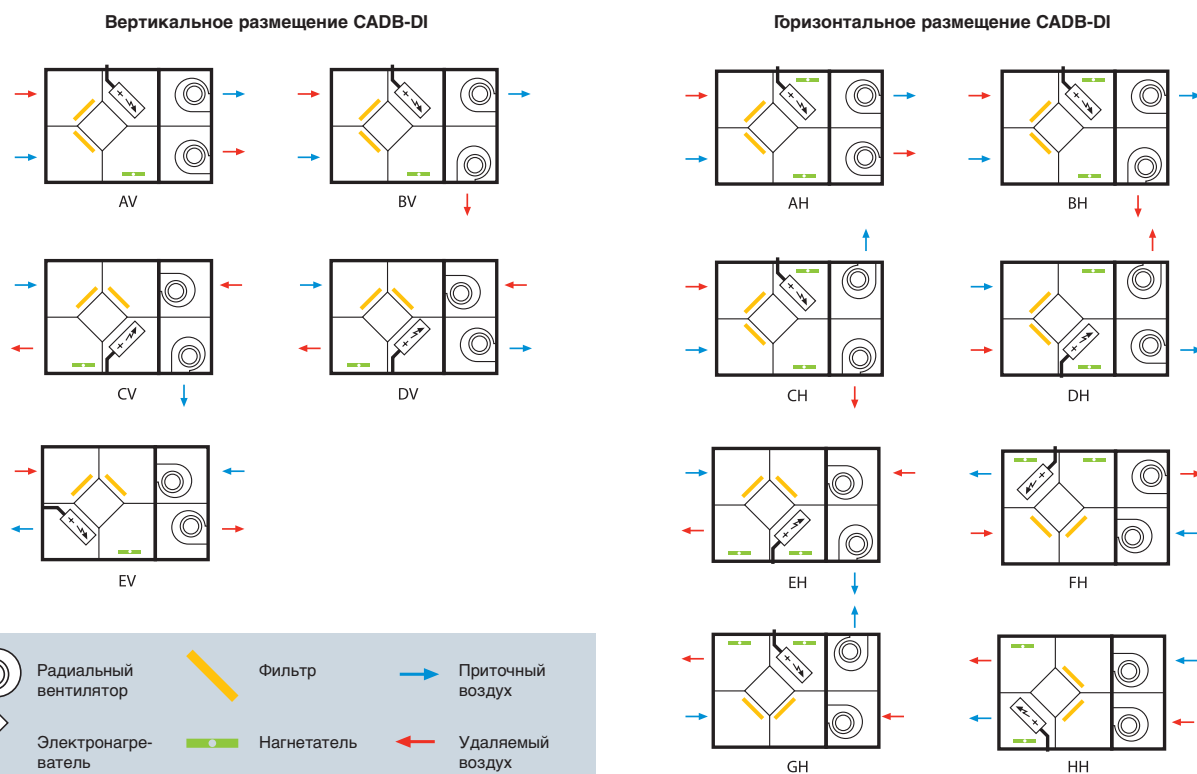 Вертикальное размещение CADB-DI
Горизонтальное размещение CADB-DI
AV
BV
AH
BH
CV
DV
CH
DH
EV
EH
FH
GH
HH
Радиальный
вентилятор
Фильтр
Приточный
воздух
Электронагре-
ватель
Нагнетатель
Удаляемый
воздух